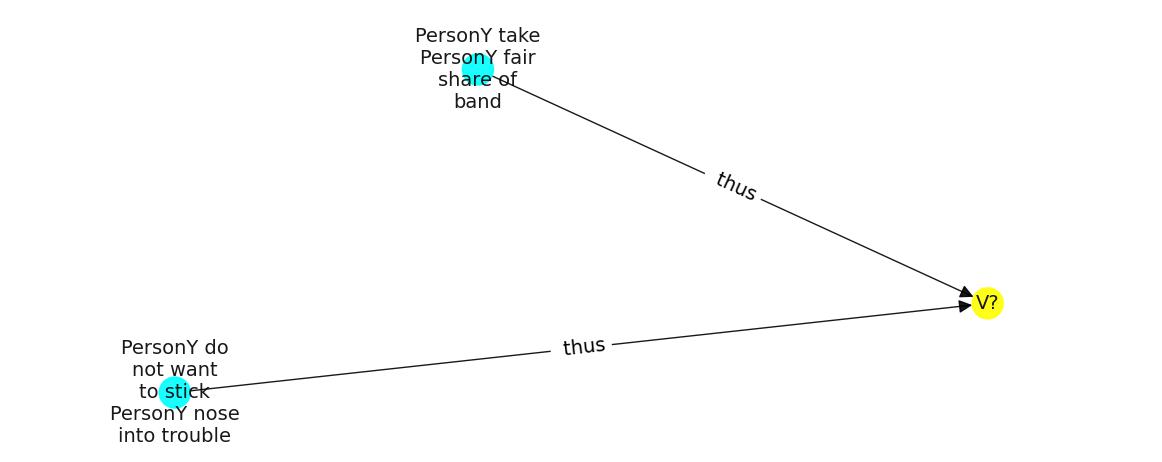 PersonY take
PersonY fair
share of
band
thus
V?
thus
PersonY do
not want
to stick
PersonY nose
into trouble